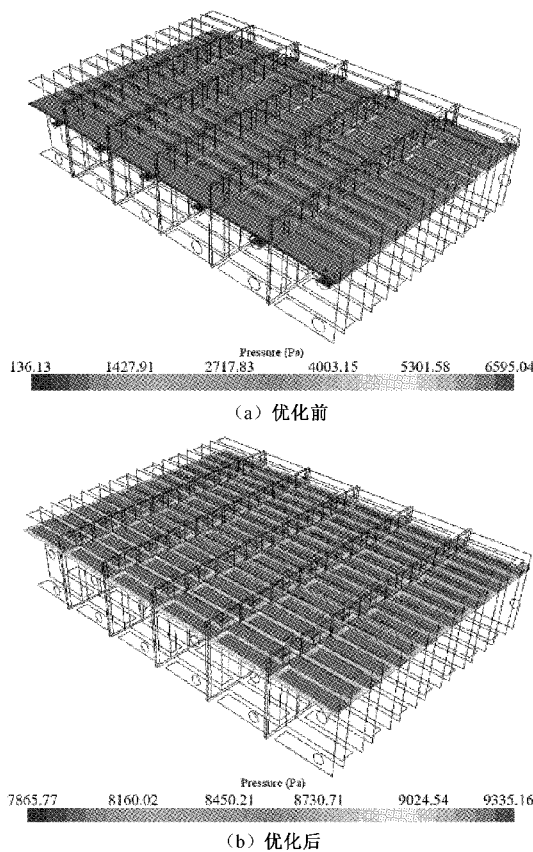 Pressure (Pa)
136.13 1427.91 2717.83 4003.15 5301.58 6595.04
（a）优化前
Pressure (Pa)
7865.77 8160.02 8450.21 8730.71 9024.54 9335.16
（b）优化后